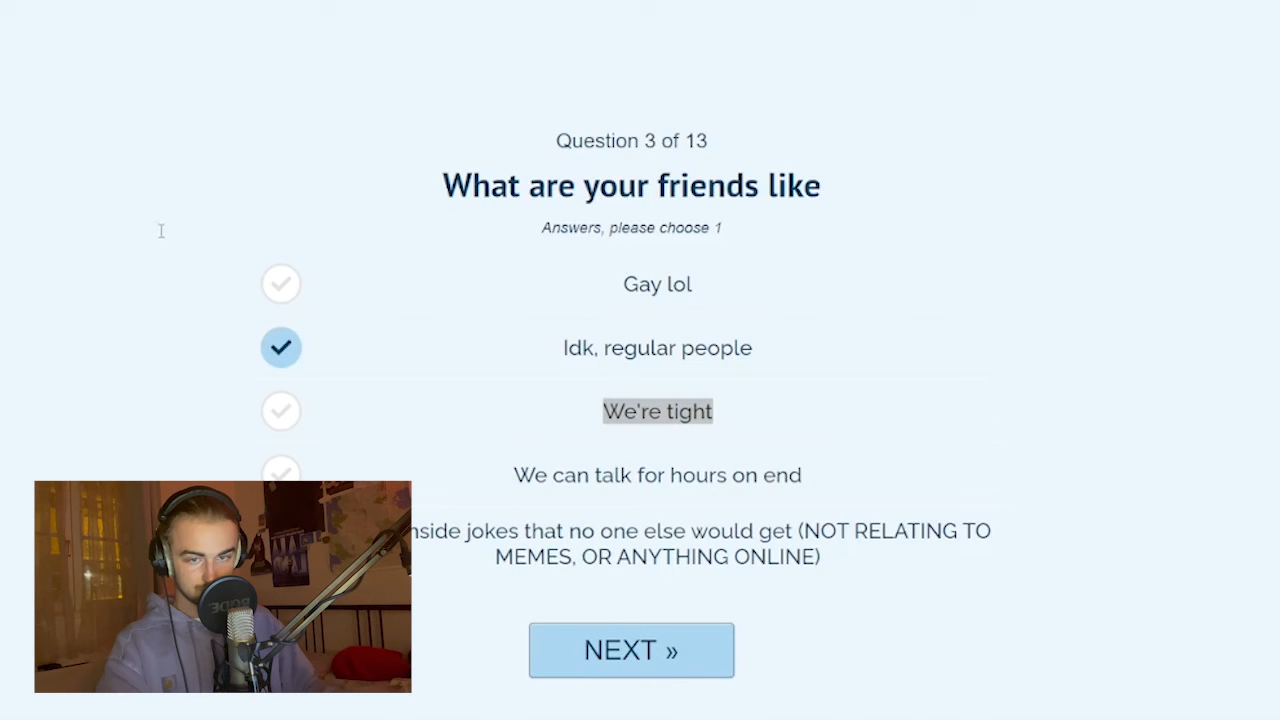 Question 3 of 13
What are your friends like
Answers, please choose 1
Gay lol
Idk, regular people
We're tight
We can talk for hours on end
jokes that no one else would get (NOT RELATING TO
MEMES, OR ANYTHING ONLINE)
NEXT »